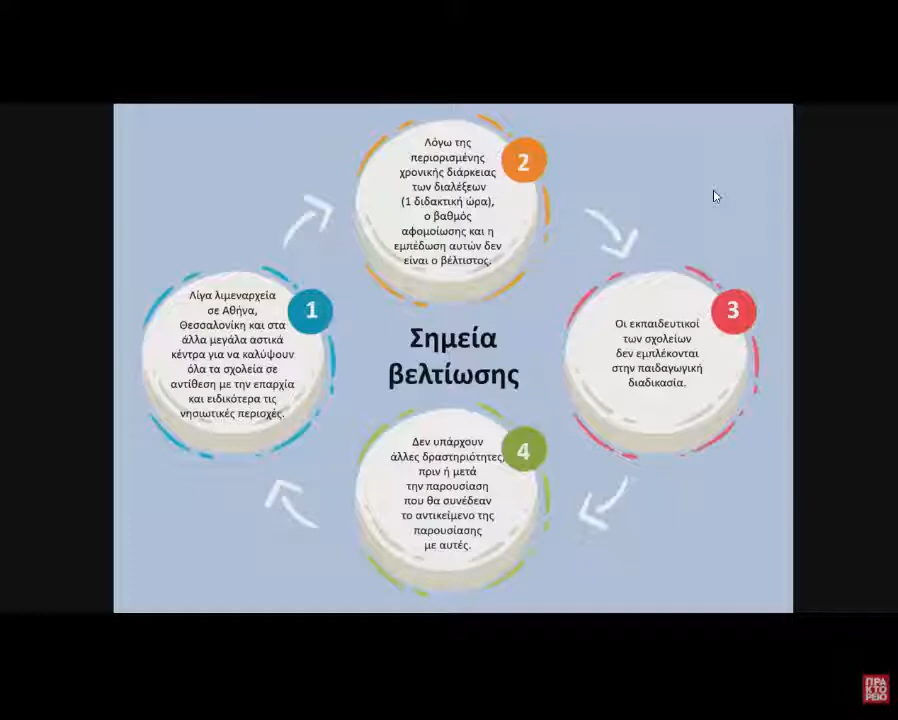 Σημεία
βελτίωσης
1
Λίγα λιμεναρχεία
σε Αθήνα,
Θεσσαλονίκη και στα
άλλα μεγάλα αστικά
κέντρα για να καλύψουν
όλα τα σχολεία σε
αντίθεση με την επαρχία
και ειδικότερα τις
νησιωτικές περιοχές.
2
Λόγω της
περιορισμένης
χρονικής διάρκειας
των διαλέξεων
(1 διδακτική ώρα),
ο βαθμός
αφομοίωσης και η
εμπέδωση αυτών δεν
είναι ο βέλτιστος.
3
Οι εκπαιδευτικοί
των σχολείων
δεν εμπλέκονται
στην παιδαγωγική
διαδικασία.
4
Δεν υπάρχουν
άλλες δραστηριότητες,
πριν ή μετά
την παρουσίαση
που θα συνέδεαν
το αντικείμενο της
παρουσίασης
με αυτές.
ΠΡΑ
ΚΤΟ
ΡΕΙΟ